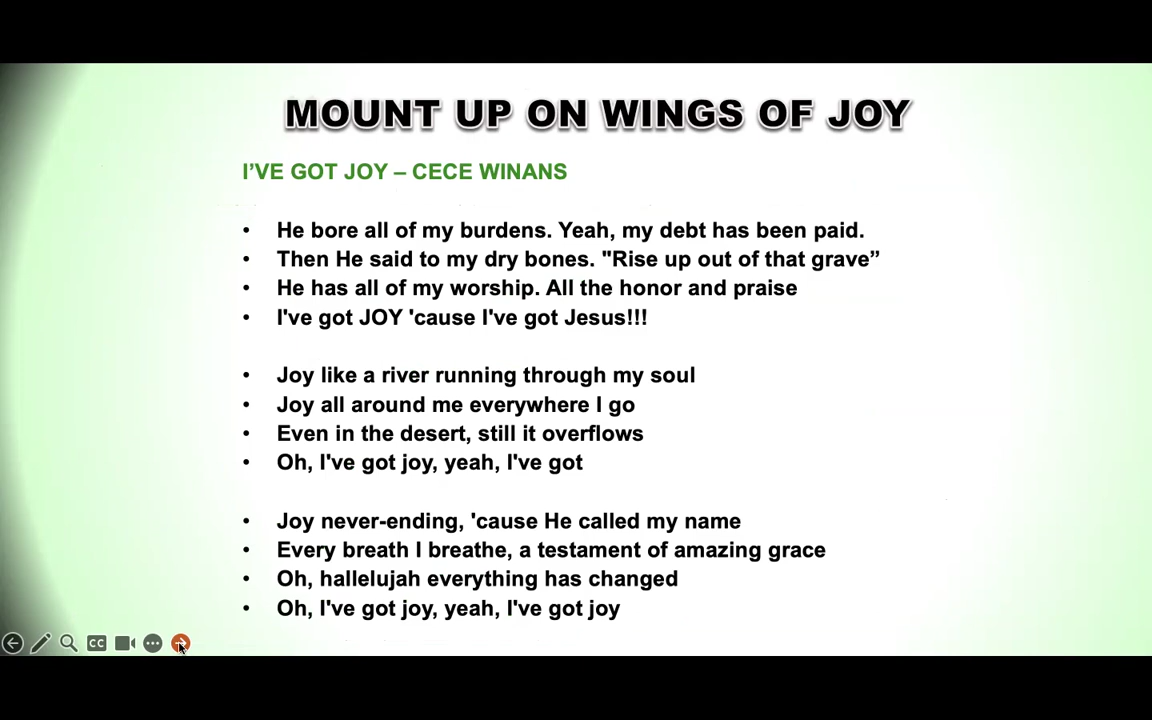 MOUNT UP ON WINGS OF JOY
I'VE GOT JOY – CECE WINANS
• He bore all of my burdens. Yeah, my debt has been paid.
• Then He said to my dry bones. "Rise up out of that grave”
• He has all of my worship. All the honor and praise
• I've got JOY 'cause I've got Jesus!!!
• Joy like a river running through my soul
• Joy all around me everywhere I go
• Even in the desert, still it overflows
• Oh, I've got joy, yeah, I've got
• Joy never-ending, 'cause He called my name
• Every breath I breathe, a testament of amazing grace
• Oh, hallelujah everything has changed
• Oh, I've got joy, yeah, I've got joy
CC